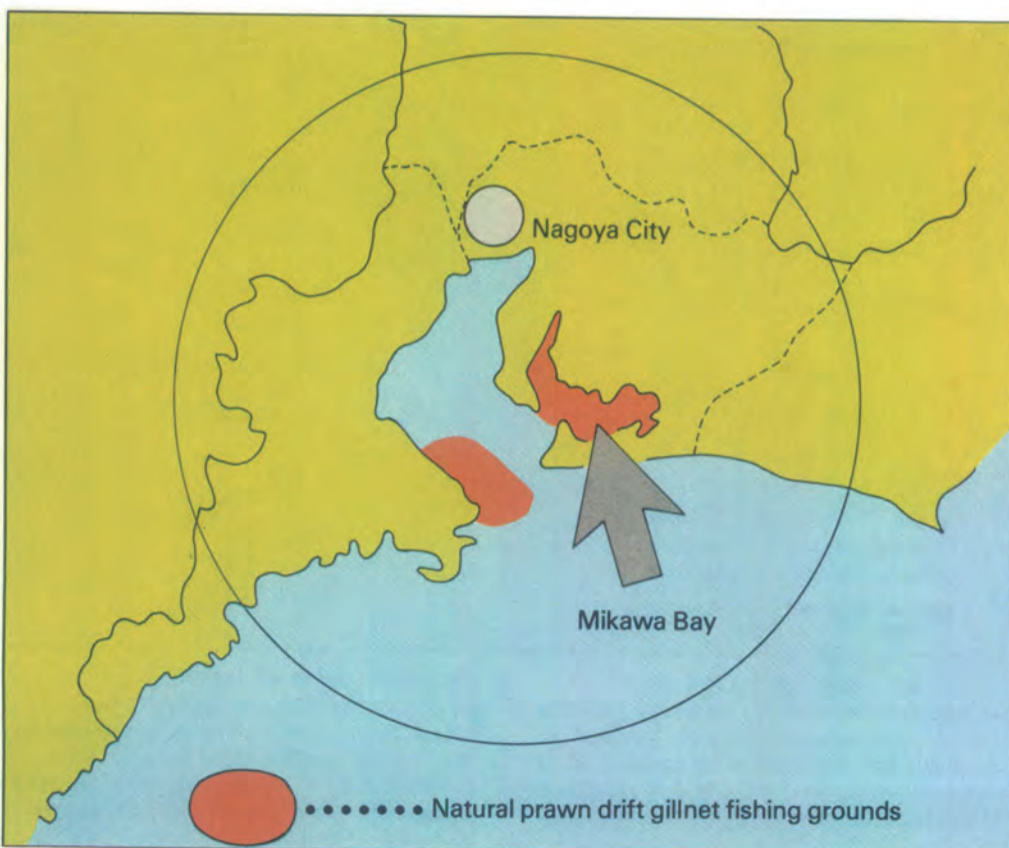 Nagoya City
Mikawa Bay
•••••• Natural prawn drift gillnet fishing grounds